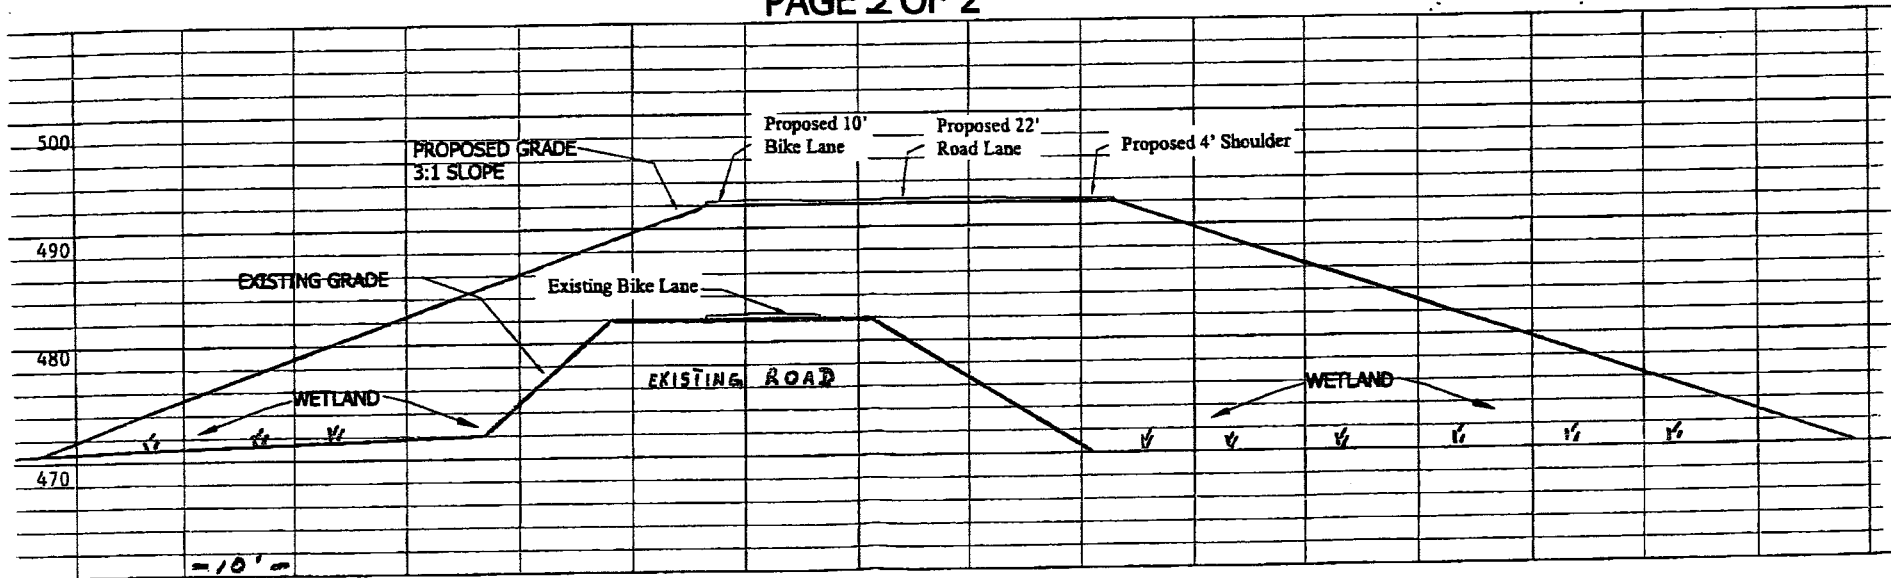 PAGE 2 OF 2
500
490
480
470
PROPOSED GRADE
3:1 SLOPE
Proposed 10'
Bike Lane
Proposed 22'
Road Lane
Proposed 4' Shoulder
EXISTING GRADE
Existing Bike Lane
EXISTING ROAD
WETLAND
WETLAND
10'